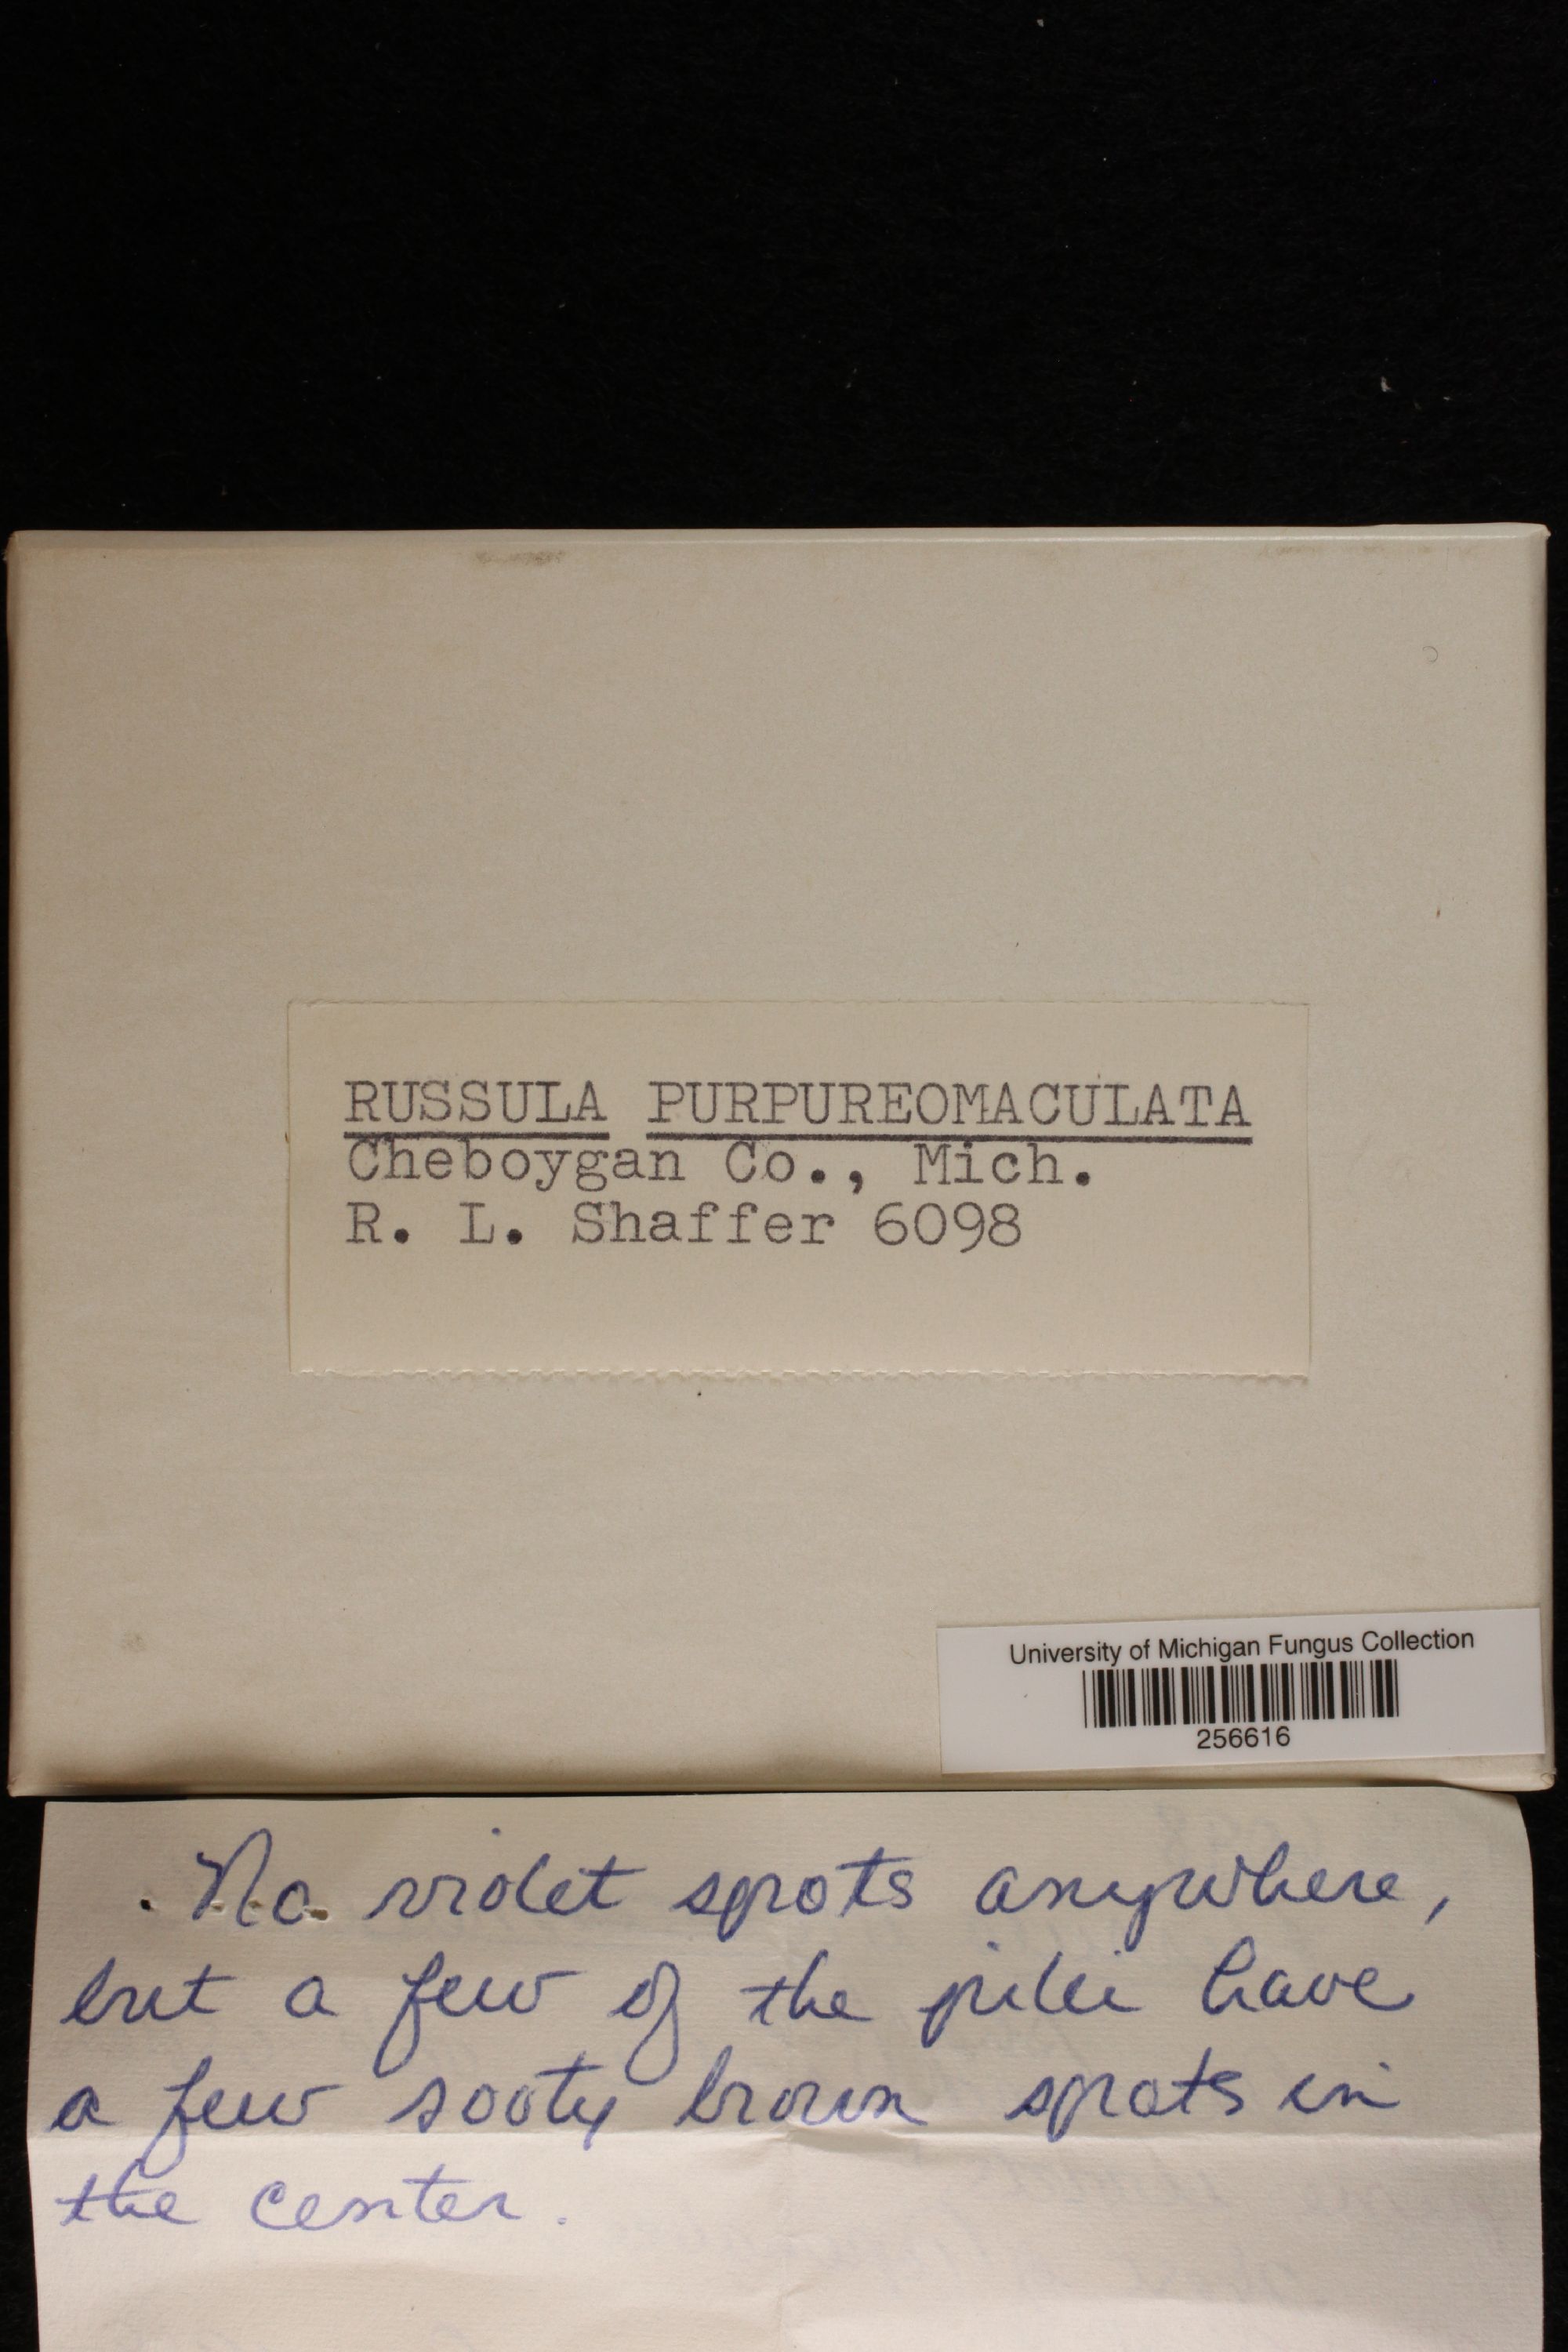 RUSSULA PURPUREOMACULATA
Cheboygan Co., Mich.
R. L. Shaffer 6098
University of Michigan Fungus Collection
256616
No violet spots anywhere,
but a few of the pilei have
a few sooty brown spots in
the center.